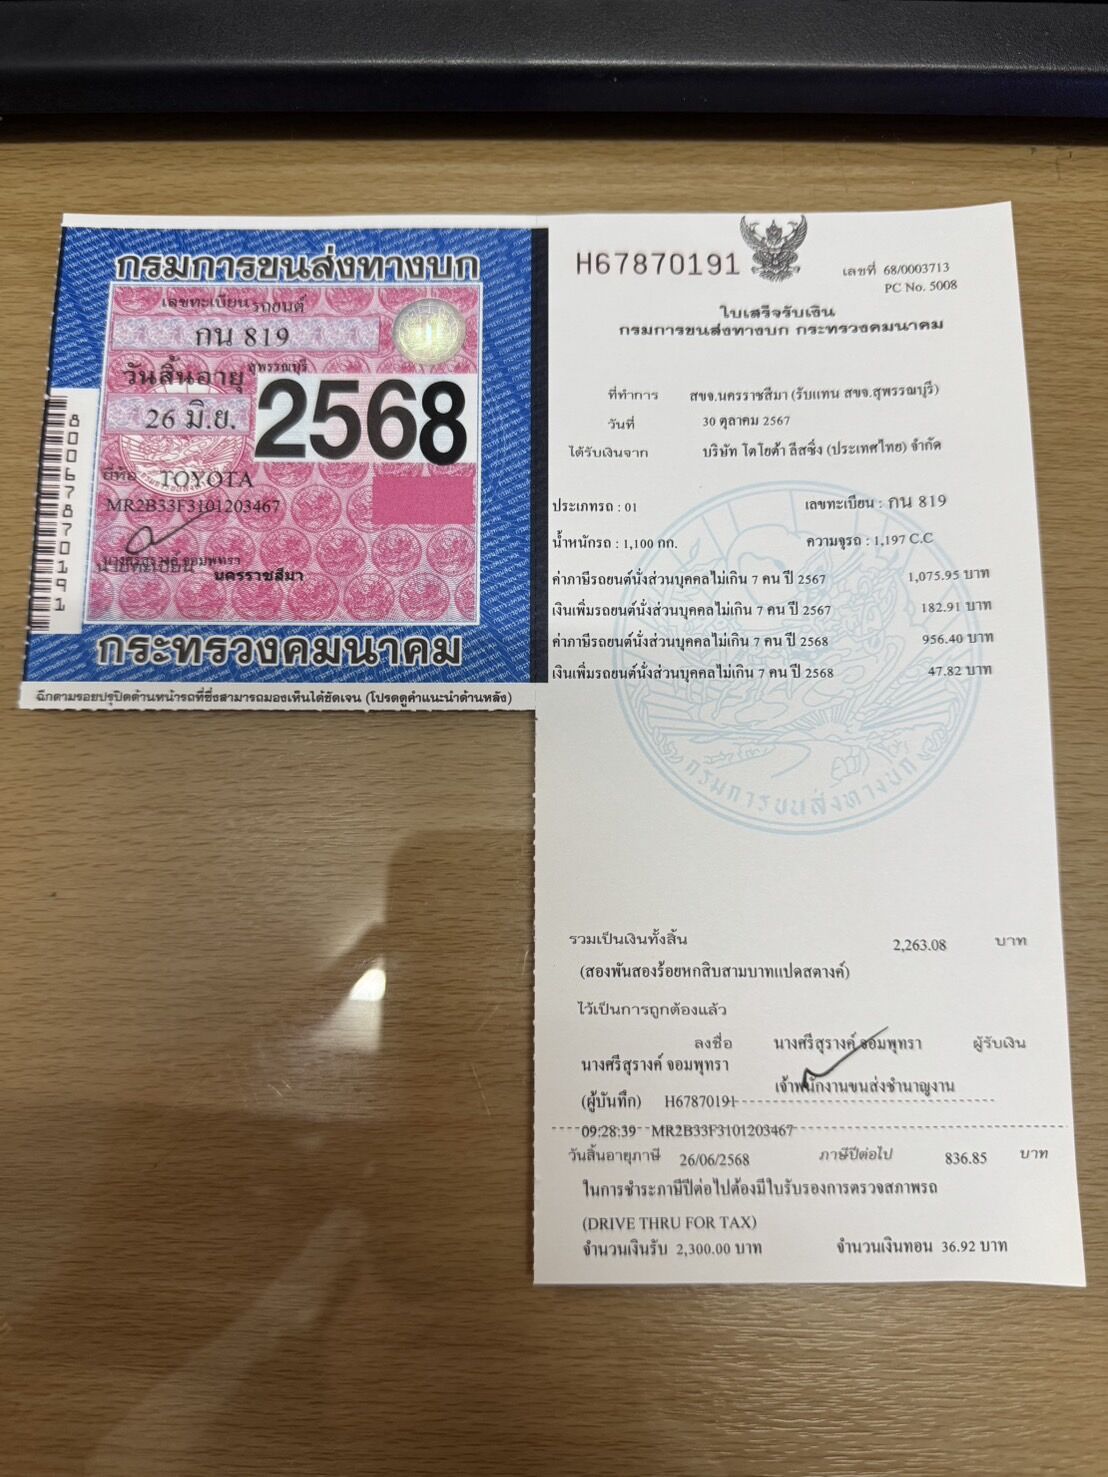 กรมการขนส่งทางบก
เลขทะเบียนรถยนต์
กน 819
สุพรรณบุรี
วันสิ้นอายุ
26 มิ.ย.
2568
ยี่ห้อ TOYOTA
MR2B33F3101203467
นางศรีสุรางค์ จอมพุทรา
นายทะเบียน
นครราชสีมา
กระทรวงคมนาคม
ฉีกตามรอยปรุปิดด้านหน้ารถที่ซึ่งสามารถมองเห็นได้ชัดเจน (โปรดดูคำแนะนำด้านหลัง)
80067870191
H67870191
เลขที่ 68/0003713
PC No. 5008
ใบเสร็จรับเงิน
กรมการขนส่งทางบก กระทรวงคมนาคม
ที่ทำการ สขจ.นครราชสีมา (รับแทน สขจ.สุพรรณบุรี)
วันที่ 30 ตุลาคม 2567
ได้รับเงินจาก บริษัท โตโยต้า ลีสซิ่ง (ประเทศไทย) จำกัด
ประเภทรถ : 01 เลขทะเบียน : กน 819
น้ำหนักรถ : 1,100 กก. ความจุรถ : 1,197 C.C
ค่าภาษีรถยนต์นั่งส่วนบุคคลไม่เกิน 7 คน ปี 2567 1,075.95 บาท
เงินเพิ่มรถยนต์นั่งส่วนบุคคลไม่เกิน 7 คน ปี 2567 182.91 บาท
ค่าภาษีรถยนต์นั่งส่วนบุคคลไม่เกิน 7 คน ปี 2568 956.40 บาท
เงินเพิ่มรถยนต์นั่งส่วนบุคคลไม่เกิน 7 คน ปี 2568 47.82 บาท
กรมการขนส่งทางบก
รวมเป็นเงินทั้งสิ้น 2,263.08 บาท
(สองพันสองร้อยหกสิบสามบาทแปดสตางค์)
ไว้เป็นการถูกต้องแล้ว
ลงชื่อ นางศรีสุรางค์ จอมพุทรา ผู้รับเงิน
นางศรีสุรางค์ จอมพุทรา
เจ้าพนักงานขนส่งชำนาญงาน
(ผู้บันทึก) H67870191
09:28:39 MR2B33F3101203467
วันสิ้นอายุภาษี 26/06/2568 ภาษีปีต่อไป 836.85 บาท
ในการชำระภาษีปีต่อไปต้องมีใบรับรองการตรวจสภาพรถ
(DRIVE THRU FOR TAX)
จำนวนเงินรับ 2,300.00 บาท จำนวนเงินทอน 36.92 บาท